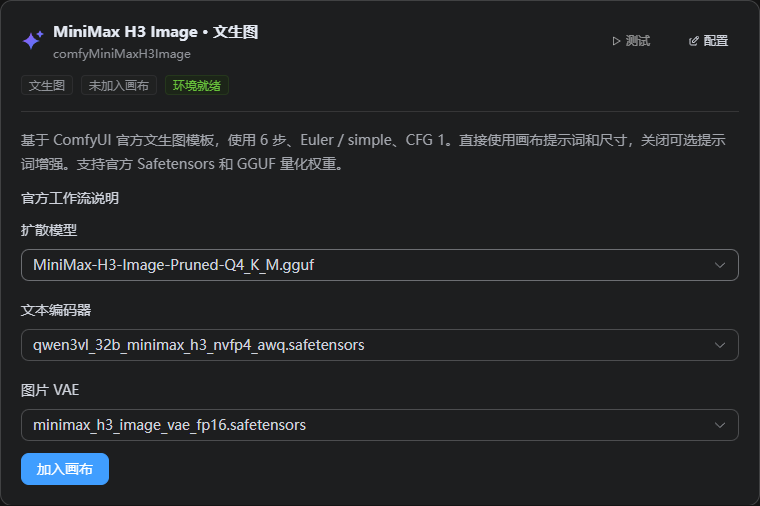 MiniMax H3 Image • 文生图
comfyMiniMaxH3Image
测试
配置
文生图
未加入画布
环境就绪
基于 ComfyUI 官方文生图模板，使用 6 步、Euler / simple、CFG 1。直接使用画布提示词和尺寸，关闭可选提示
词增强。支持官方 Safetensors 和 GGUF 量化权重。
官方工作流说明
扩散模型
MiniMax-H3-Image-Pruned-Q4_K_M.gguf
文本编码器
qwen3vl_32b_minimax_h3_nvfp4_awq.safetensors
图片 VAE
minimax_h3_image_vae_fp16.safetensors
加入画布